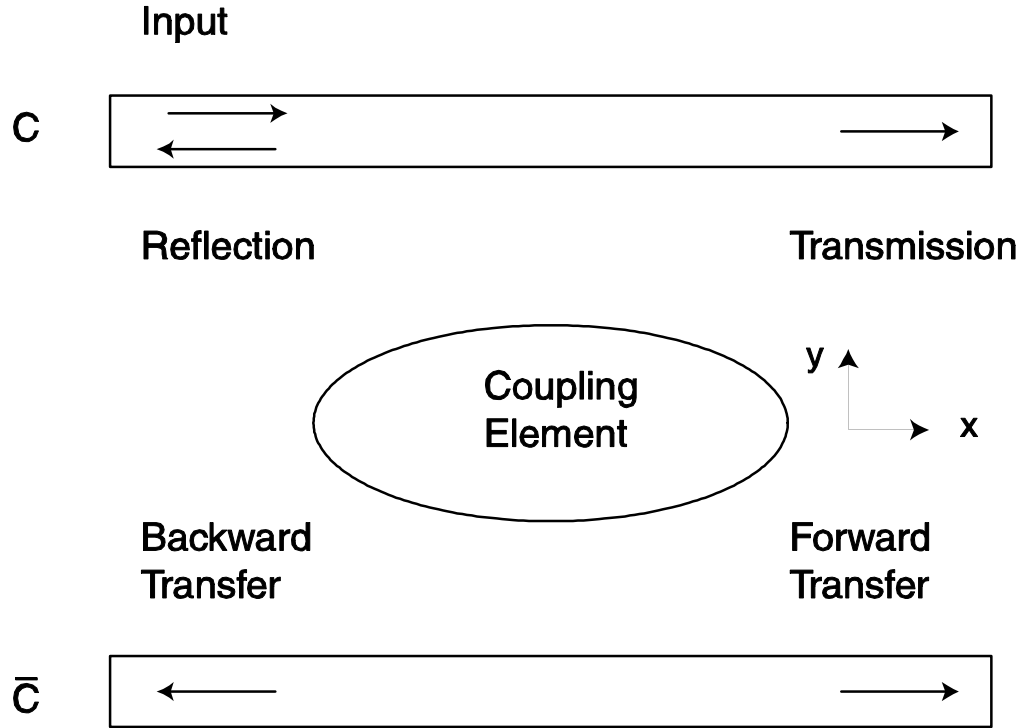 Input
C
Reflection
Transmission
Coupling
Element
y
x
Backward
Transfer
Forward
Transfer
C̄